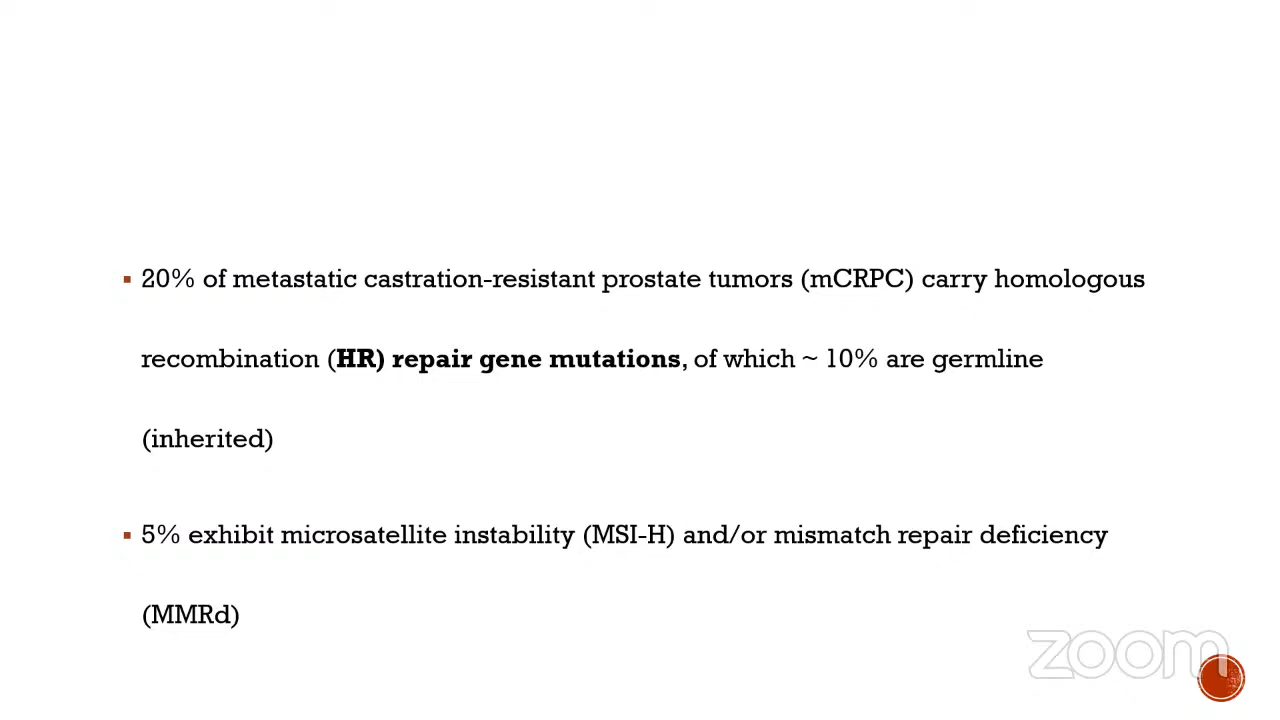 ▪ 20% of metastatic castration-resistant prostate tumors (mCRPC) carry homologous
recombination (HR) repair gene mutations, of which ~ 10% are germline
(inherited)
▪ 5% exhibit microsatellite instability (MSI-H) and/or mismatch repair deficiency
(MMRd)
zoom